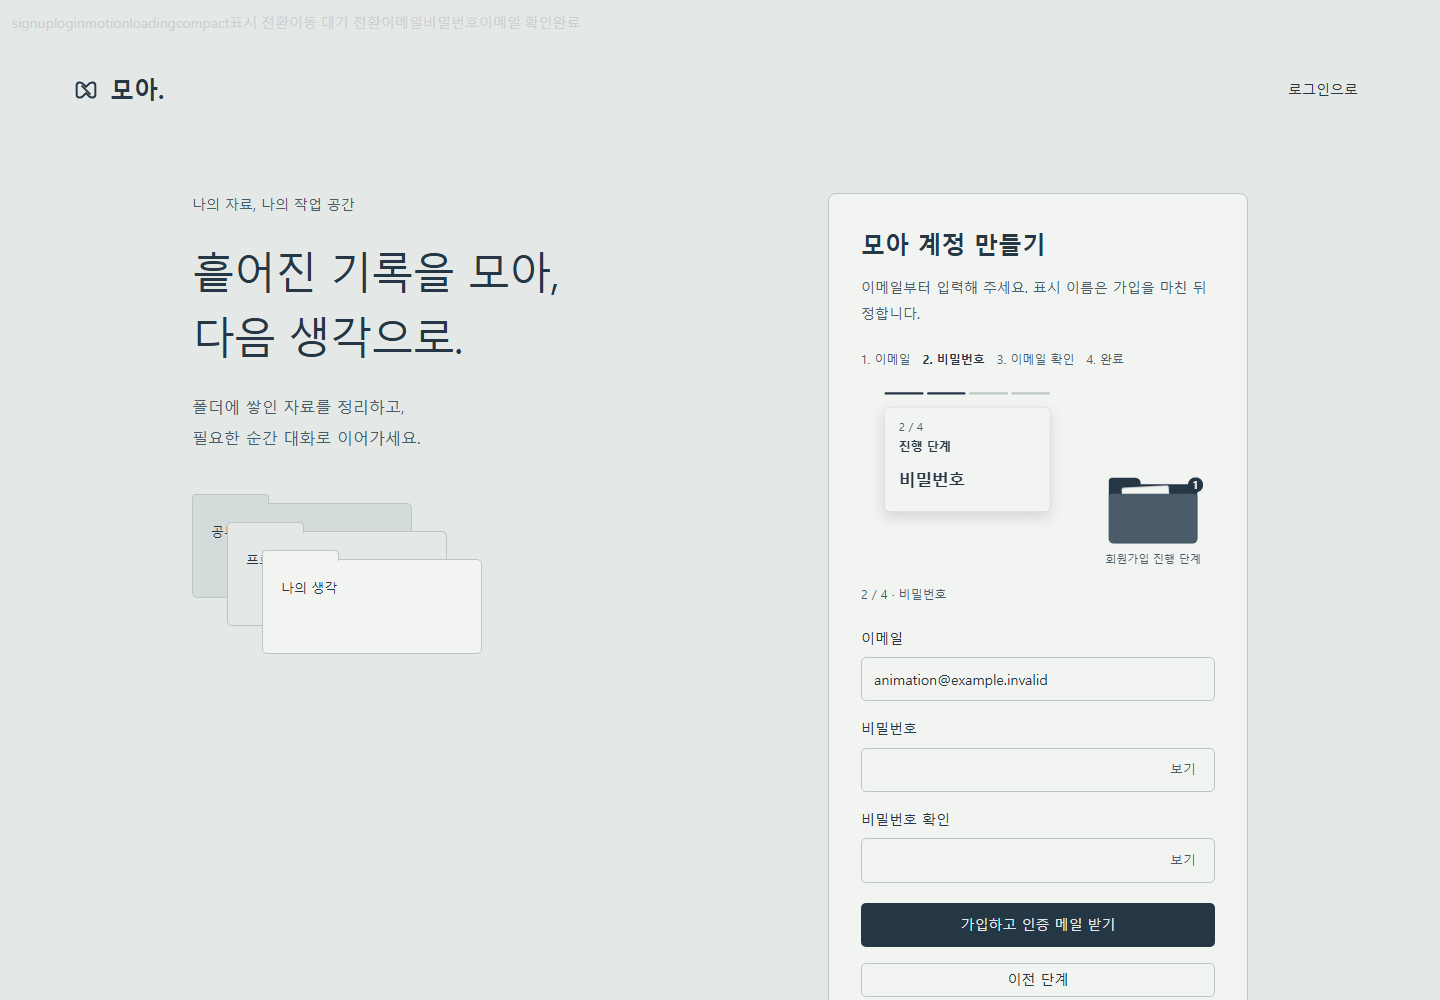 signuploginmotionloadingcompact표시 전환이동 대기 전환이메일비밀번호이메일 확인완료
모아.
로그인으로
나의 자료, 나의 작업 공간
흩어진 기록을 모아,
다음 생각으로.
폴더에 쌓인 자료를 정리하고,
필요한 순간 대화로 이어가세요.
나의 생각
모아 계정 만들기
이메일부터 입력해 주세요. 표시 이름은 가입을 마친 뒤
정합니다.
1. 이메일 2. 비밀번호 3. 이메일 확인 4. 완료
2 / 4
진행 단계
비밀번호
1
회원가입 진행 단계
2 / 4 · 비밀번호
이메일
animation@example.invalid
비밀번호
보기
비밀번호 확인
보기
가입하고 인증 메일 받기
이전 단계